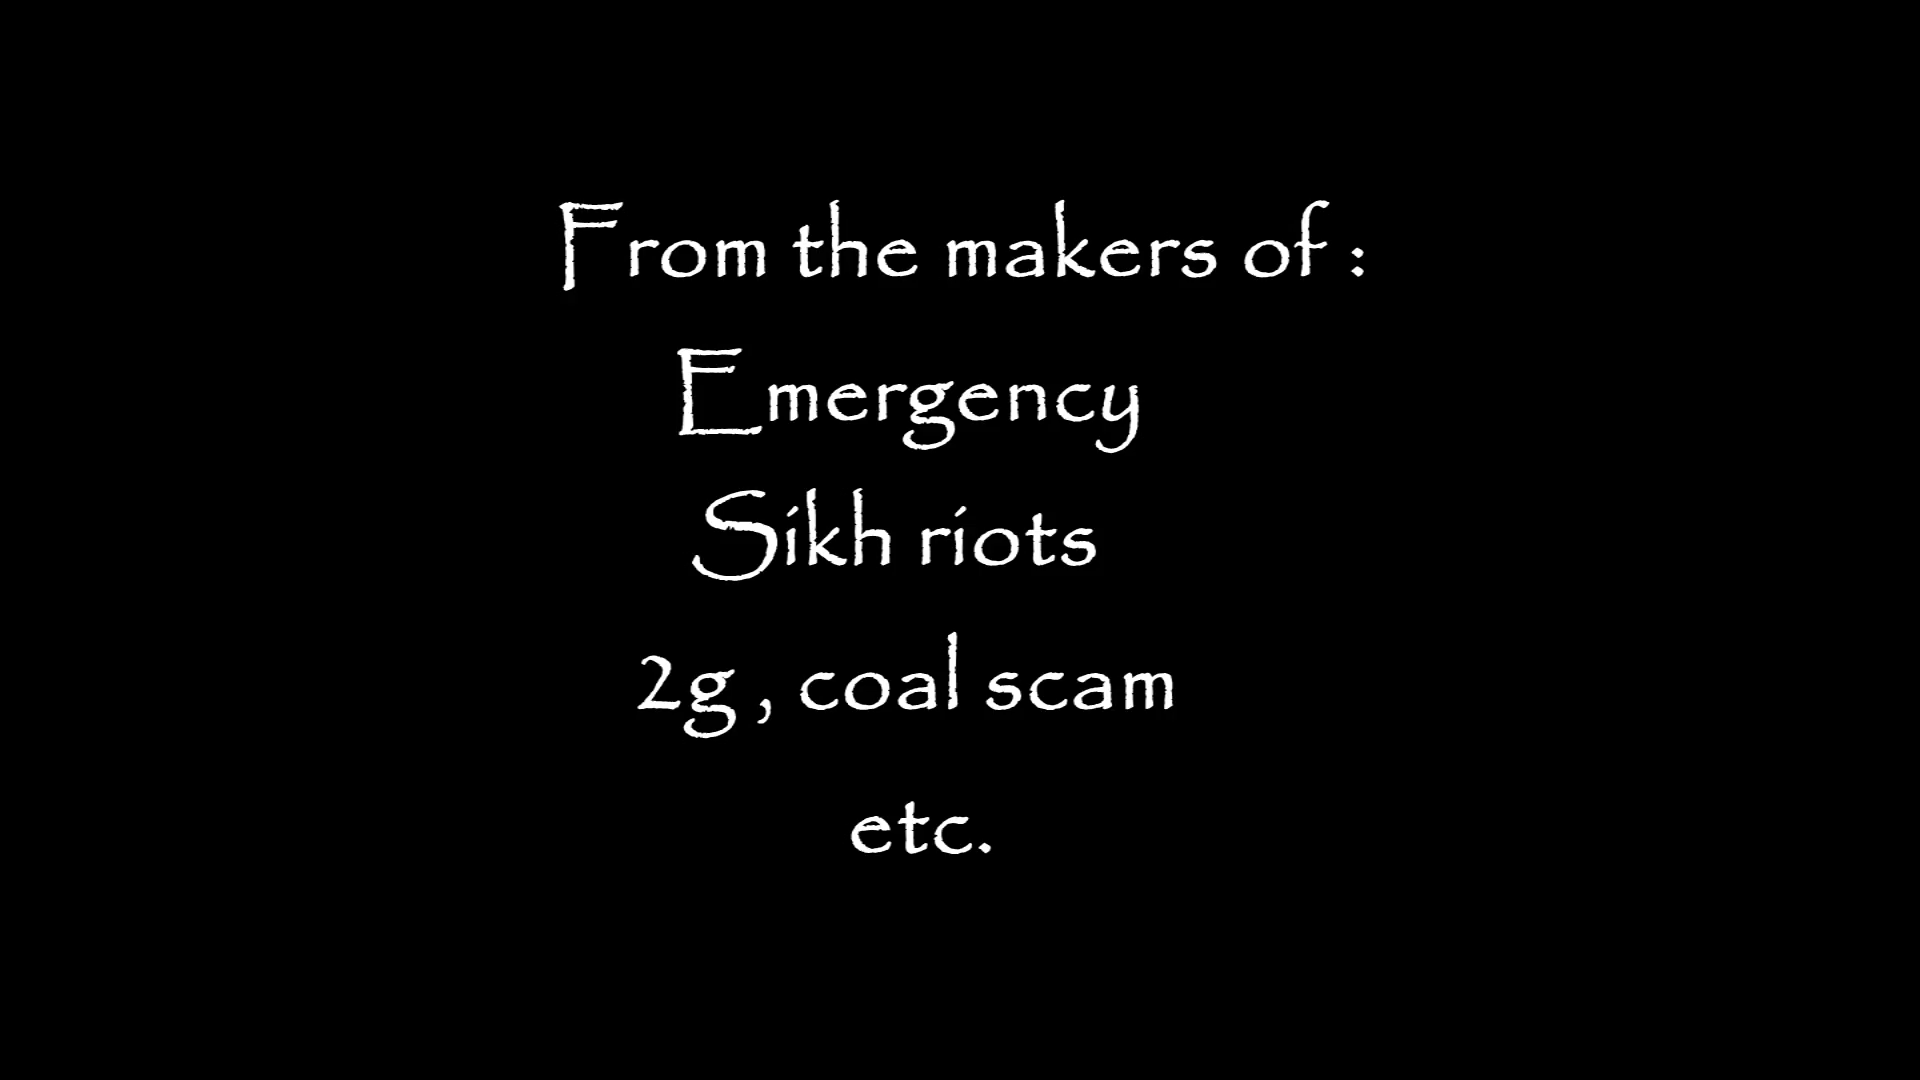 From the makers of :
Emergency
Sikh riots
2g , coal scam
etc.